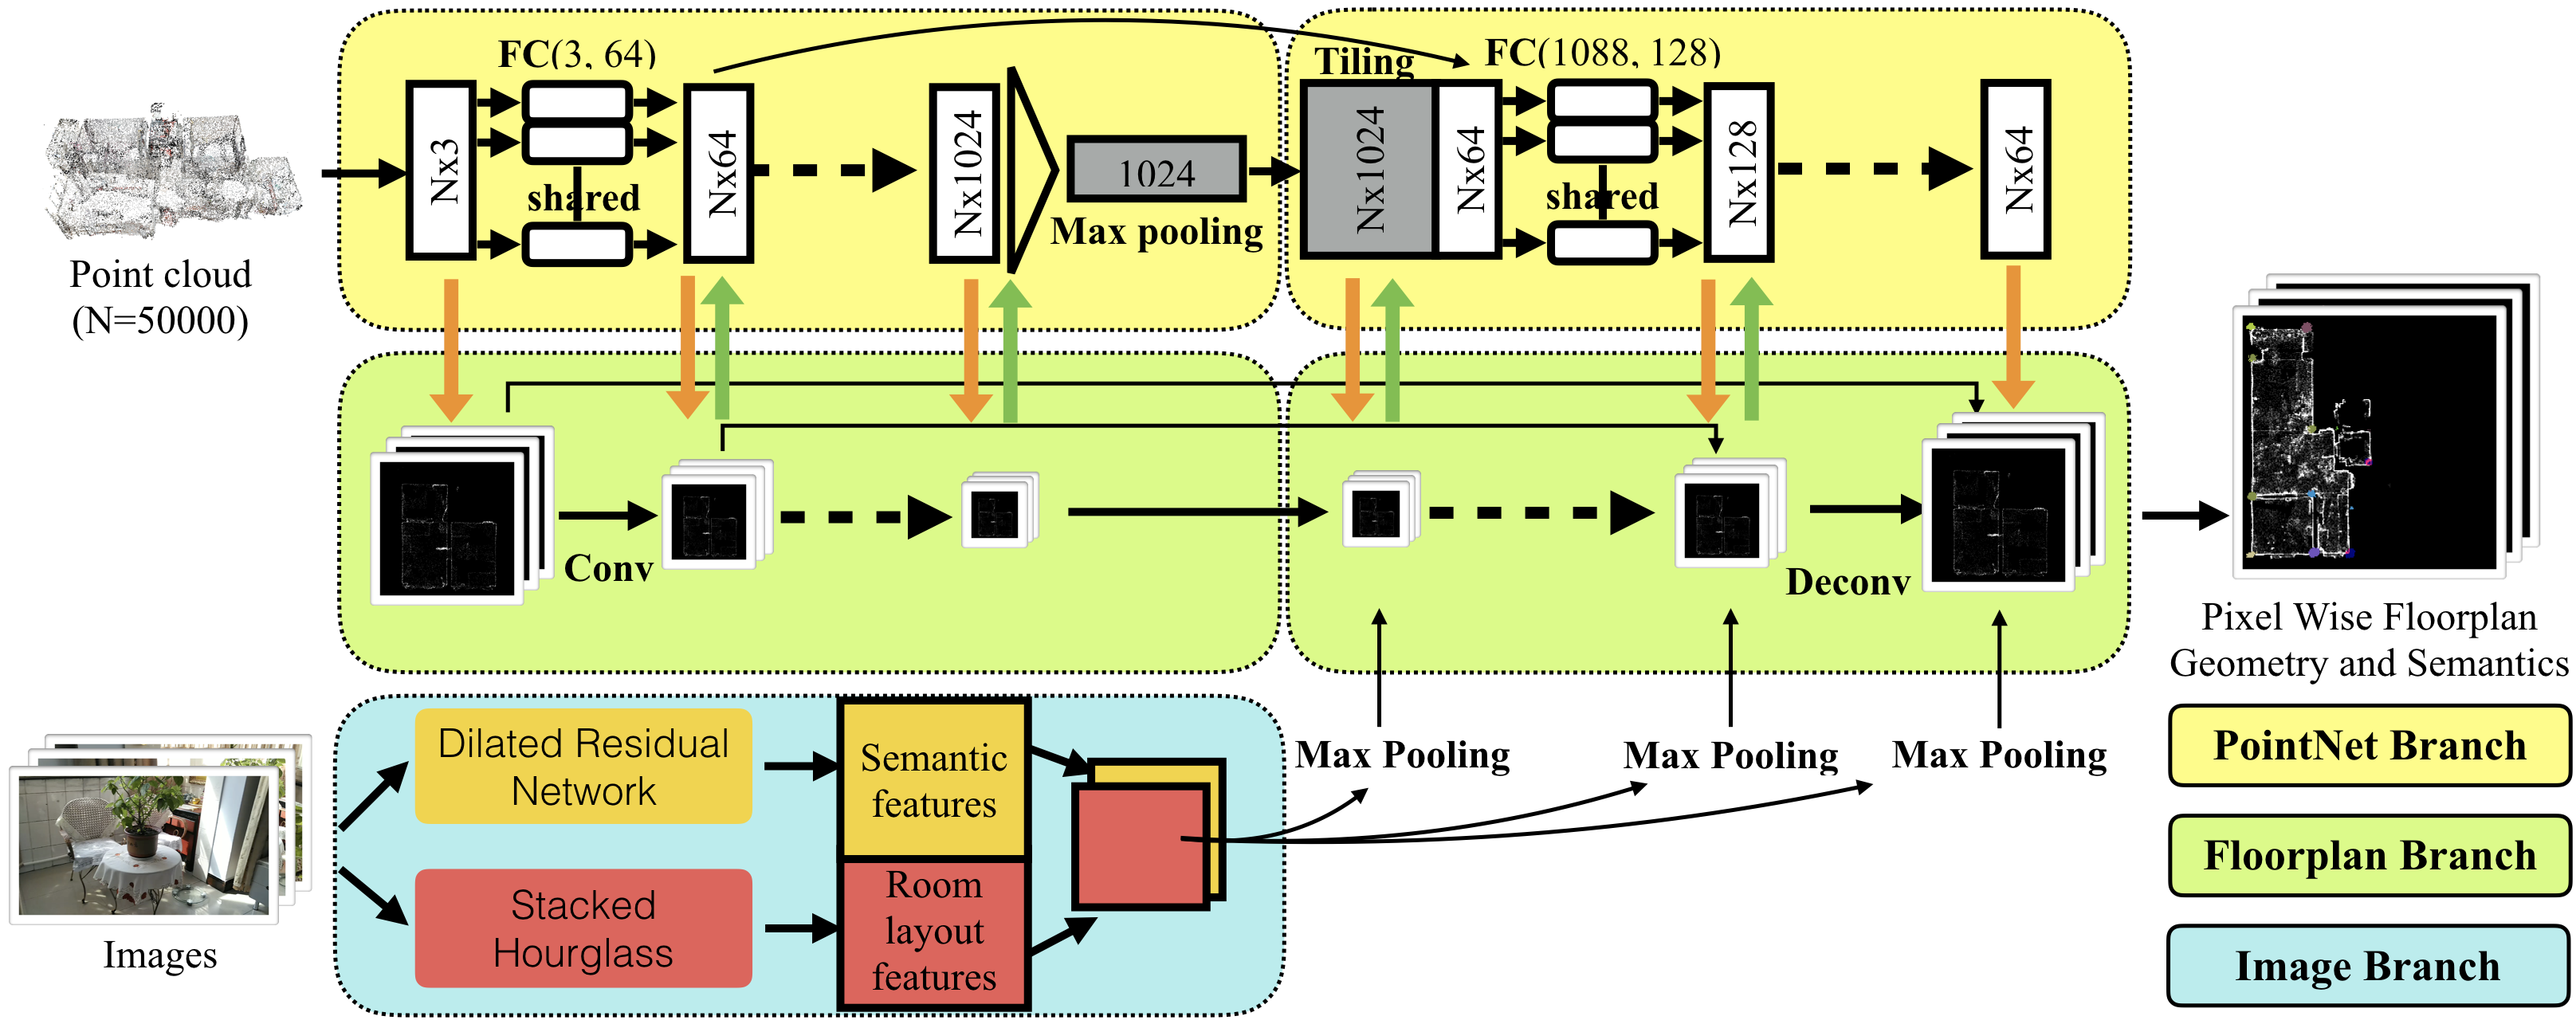 FC(3, 64)
Tiling
FC(1088, 128)
Nx3
shared
Nx64
Nx1024
1024
Max pooling
Nx1024
Nx64
shared
Nx128
Nx64
Point cloud
(N=50000)
Conv
Deconv
Pixel Wise Floorplan
Geometry and Semantics
Dilated Residual
Network
Semantic
features
Max Pooling
Max Pooling
Max Pooling
Stacked
Hourglass
Room
layout
features
Images
PointNet Branch
Floorplan Branch
Image Branch